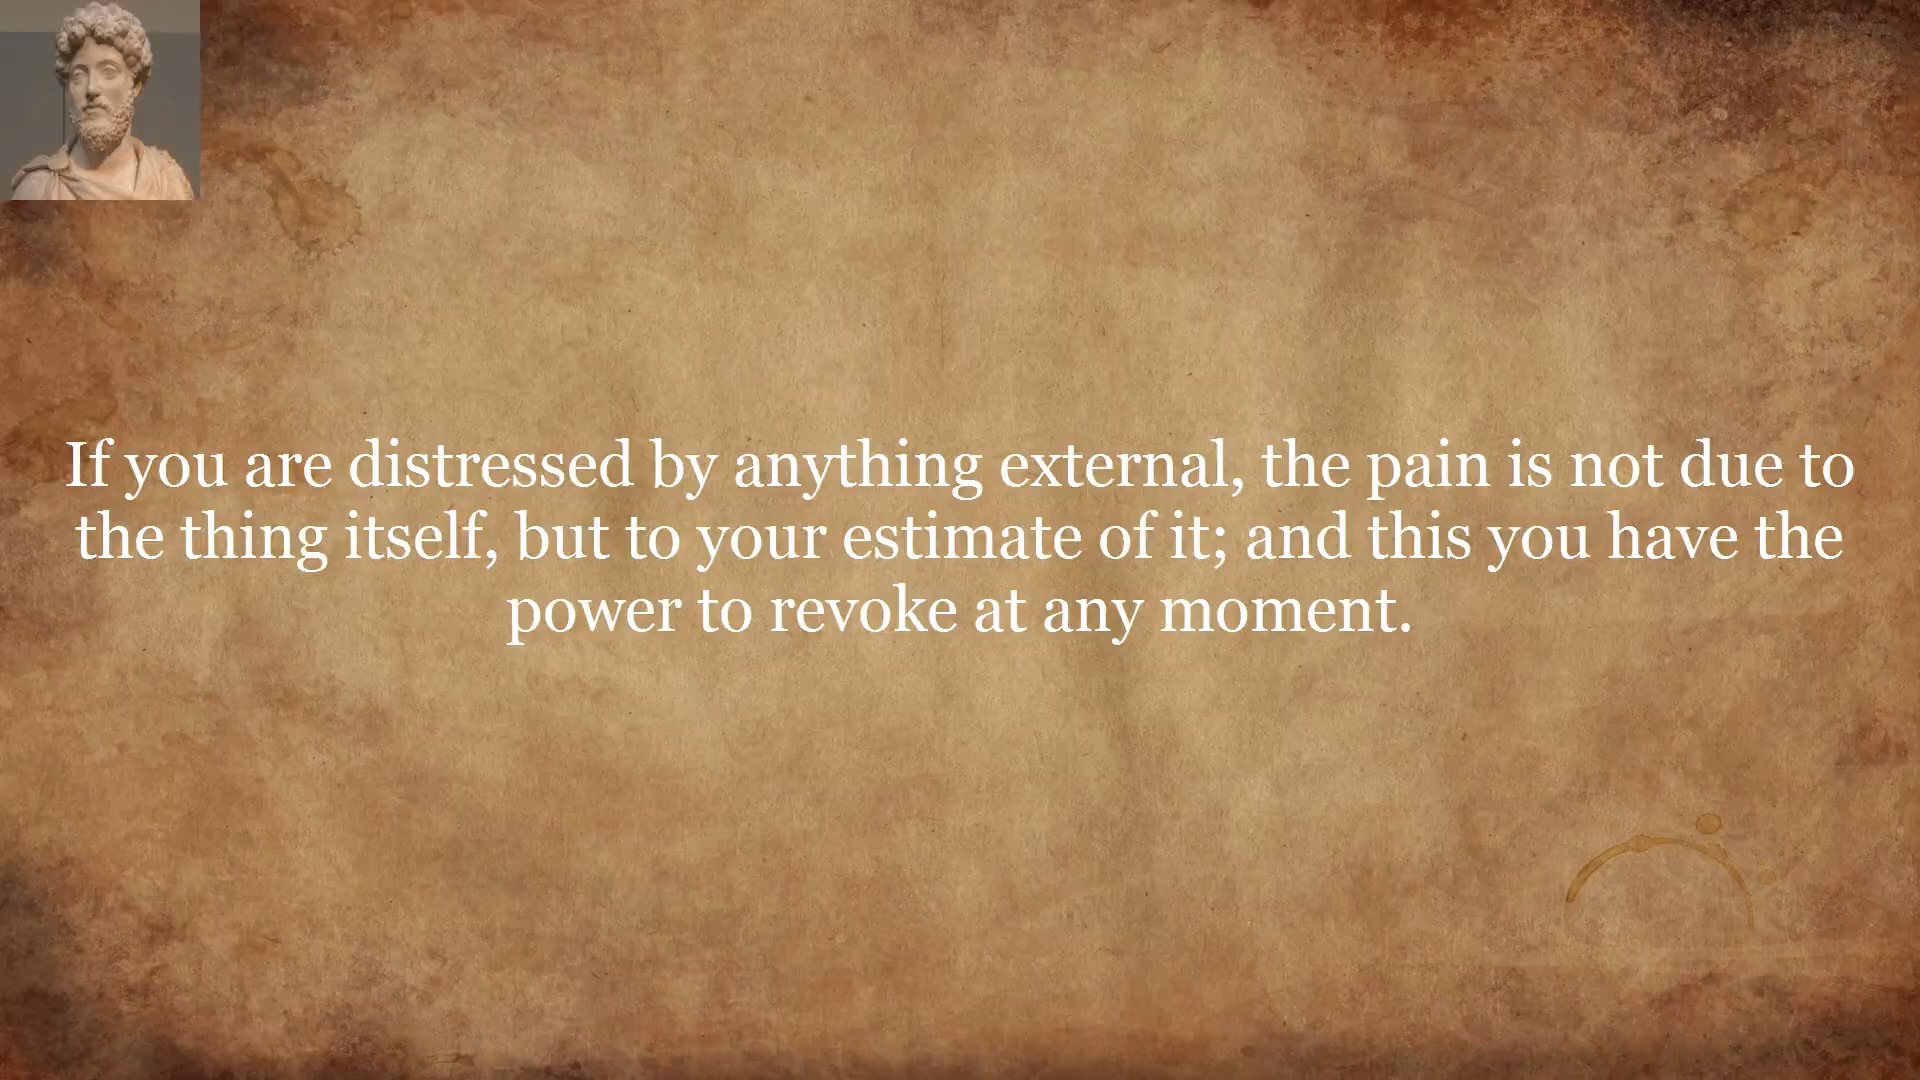 If you are distressed by anything external, the pain is not due to
the thing itself, but to your estimate of it; and this you have the
power to revoke at any moment.